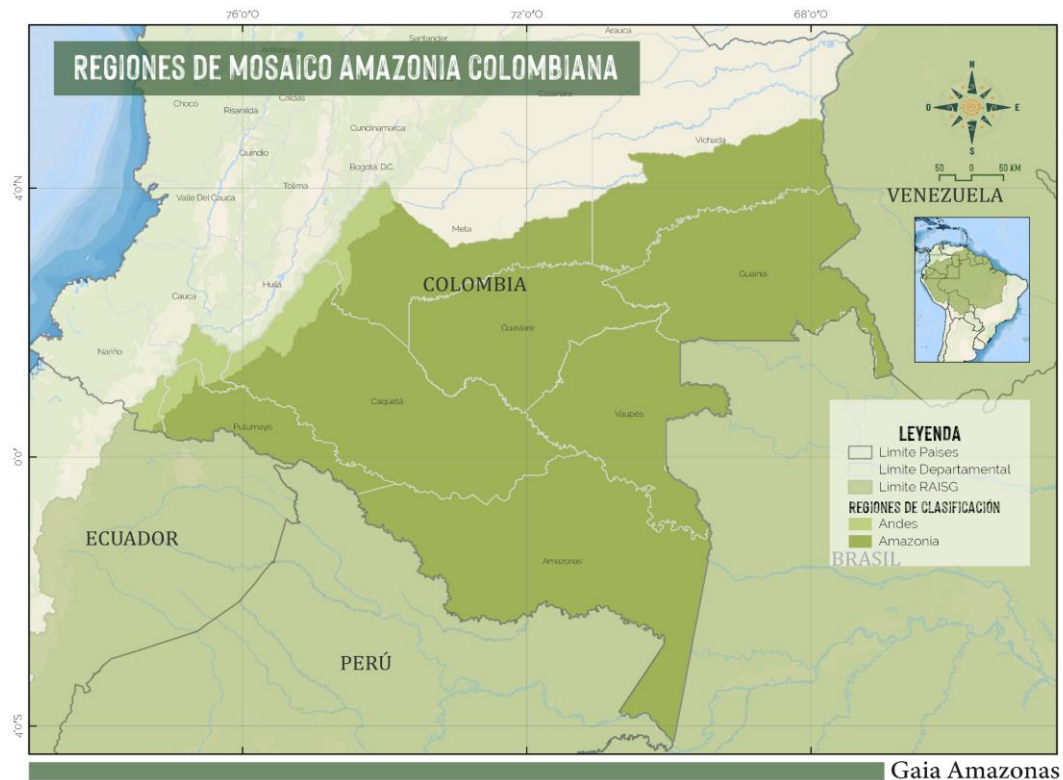 76°0'O
72°0'O
68°0'O
REGIONES DE MOSAICO AMAZONIA COLOMBIANA
Santander
Arauca
Antioquia
Casanare
Chocó
Caldas
Risaralda
Cundinamarca
Quindio
Bogotá D.C.
Vichada
Tolima
Valle Del Cauca
Meta
4°N
N
O
E
S
50 0 50 KM
VENEZUELA
COLOMBIA
Guainía
Huila
Cauca
Guaviare
Nariño
Caquetá
Vaupés
Putumayo
0°0'
LEYENDA
Limite Paises
Limite Departamental
Limite RAISG
REGIONES DE CLASIFICACIÓN
Andes
Amazonia
BRASIL
ECUADOR
Amazonas
PERÚ
4°S
Gaia Amazonas